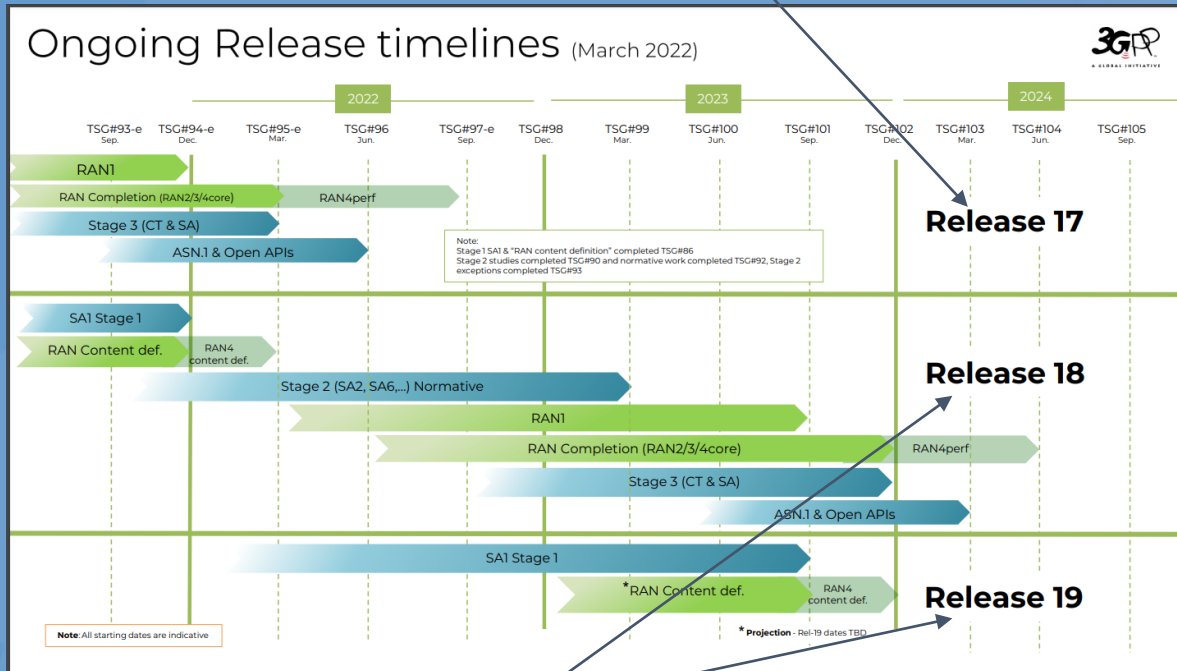 Ongoing Release timelines (March 2022)
3GPP
A GLOBAL INITIATIVE
2022
2023
2024
TSG#93-e TSG#94-e TSG#95-e TSG#96 TSG#97-e TSG#98 TSG#99 TSG#100 TSG#101 TSG#102 TSG#103 TSG#104 TSG#105
Sep. Dec. Mar. Jun. Sep. Dec. Mar. Jun. Sep. Dec. Mar. Jun. Sep.
RAN1
RAN Completion (RAN2/3/4core) RAN4perf
Stage 3 (CT & SA)
ASN.1 & Open APIs
Note:
Stage 1 SA1 & "RAN content definition" completed TSG#86
Stage 2 studies completed TSG#90 and normative work completed TSG#92, Stage 2
exceptions completed TSG#93
Release 17
SA1 Stage 1
RAN Content def. RAN4
content def.
Stage 2 (SA2, SA6,...) Normative
Release 18
RAN1
RAN Completion (RAN2/3/4core) RAN4perf
Stage 3 (CT & SA)
ASN.1 & Open APIs
SA1 Stage 1
*RAN Content def. RAN4
content def.
Release 19
Note: All starting dates are indicative
* Projection - Rel-19 dates TBD